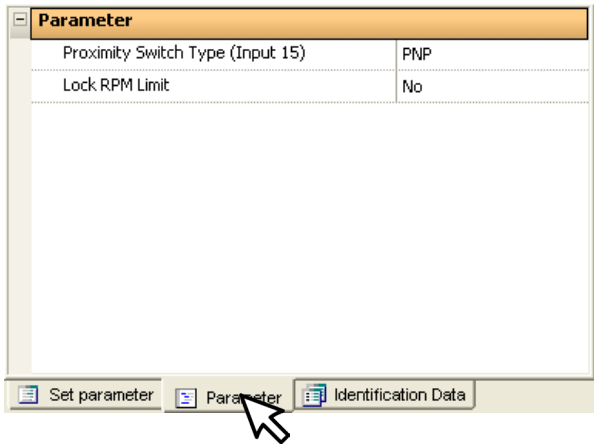 Parameter
Proximity Switch Type (Input 15) PNP
Lock RPM Limit No
Set parameter Parameter Identification Data